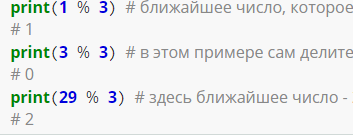 print(1 % 3) # ближайшее число, которое
# 1
print(3 % 3) # в этом примере сам делите
# 0
print(29 % 3) # здесь ближайшее число -
# 2